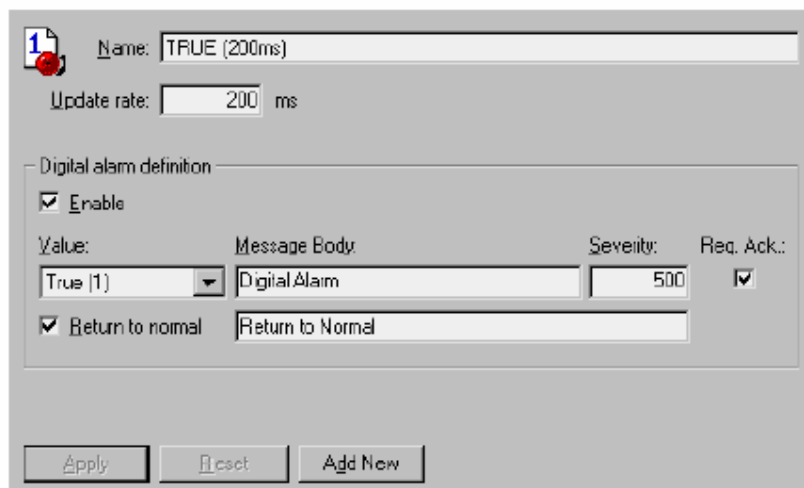 1
Name: TRUE (200ms)
Update rate: 200 ms
Digital alarm definition
Enable
Value: Message Body: Severity: Req. Ack.:
True (1) Digital Alarm 500
Return to normal Return to Normal
Apply Reset Add New